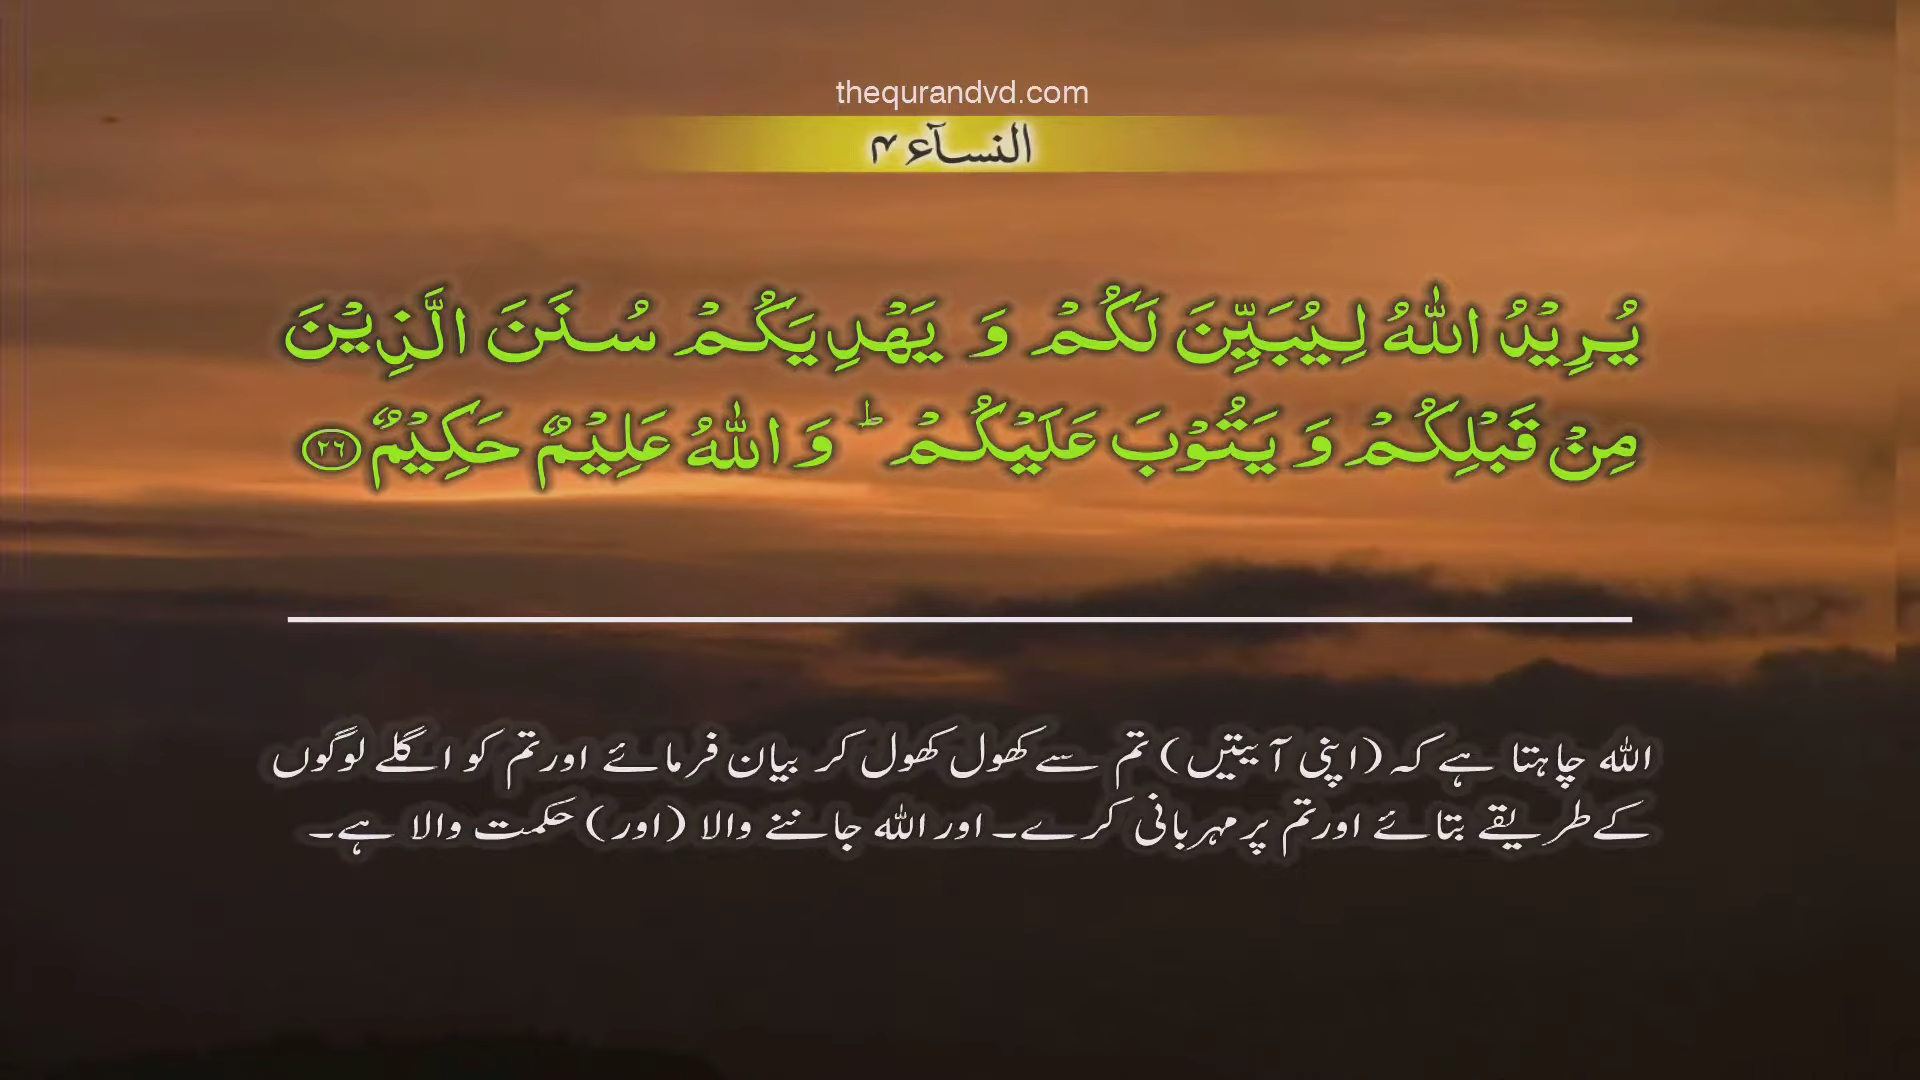 thequrandvd.com
النسآء ۴
يُرِيْدُ اللّٰهُ لِيُبَيِّنَ لَكُمْ وَ يَهْدِيَكُمْ سُنَنَ الَّذِيْنَ
مِنْ قَبْلِكُمْ وَ يَتُوْبَ عَلَيْكُمْ ؕ وَ اللّٰهُ عَلِيْمٌ حَكِيْمٌ ۲۶
اللہ چاہتا ہے کہ (اپنی آیتیں) تم سے کھول کھول کر بیان فرمائے اور تم کو اگلے لوگوں
کے طریقے بتائے اور تم پر مہربانی کرے۔ اور اللہ جاننے والا (اور) حکمت والا ہے۔